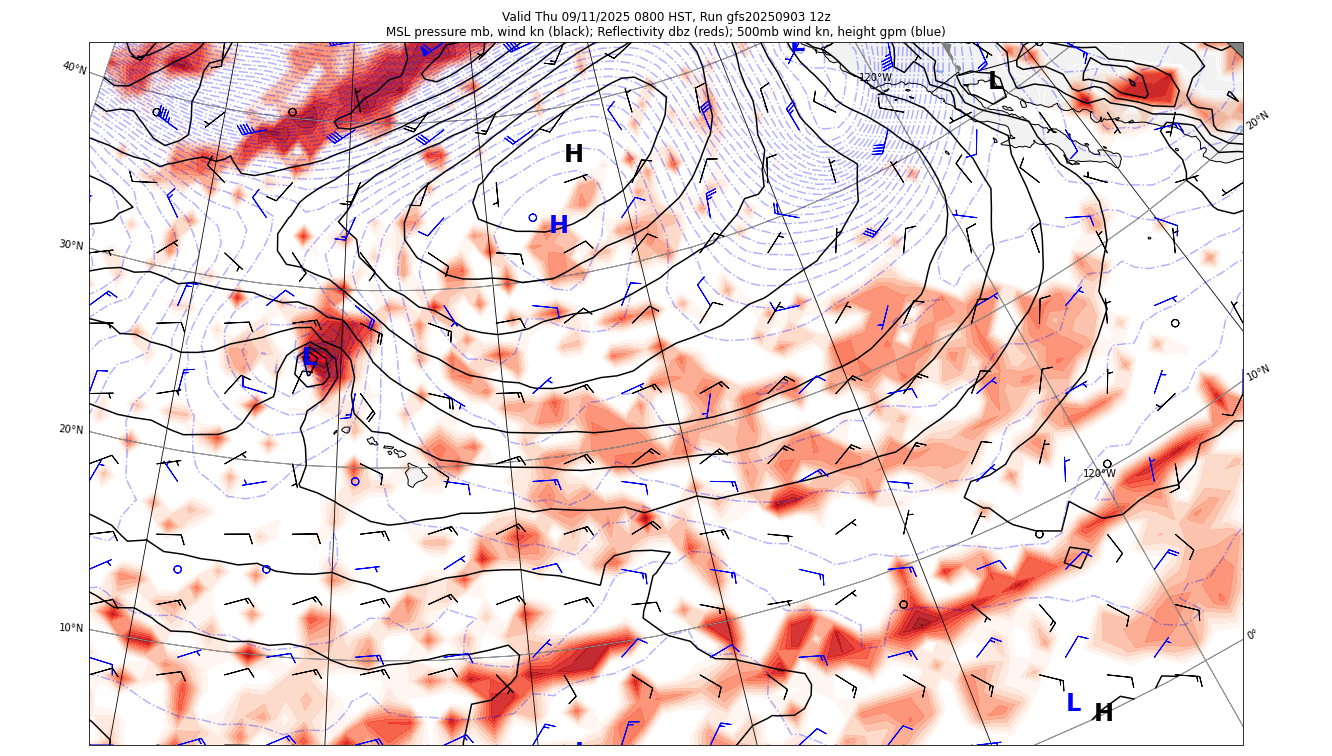 Valid Thu 09/11/2025 0800 HST, Run gfs20250903 12z
MSL pressure mb, wind kn (black); Reflectivity dbz (reds); 500mb wind kn, height gpm (blue)
L
40°N
120°W
L
20°N
H
H
30°N
L
10°N
20°N
120°W
10°N
0°
L
H
L